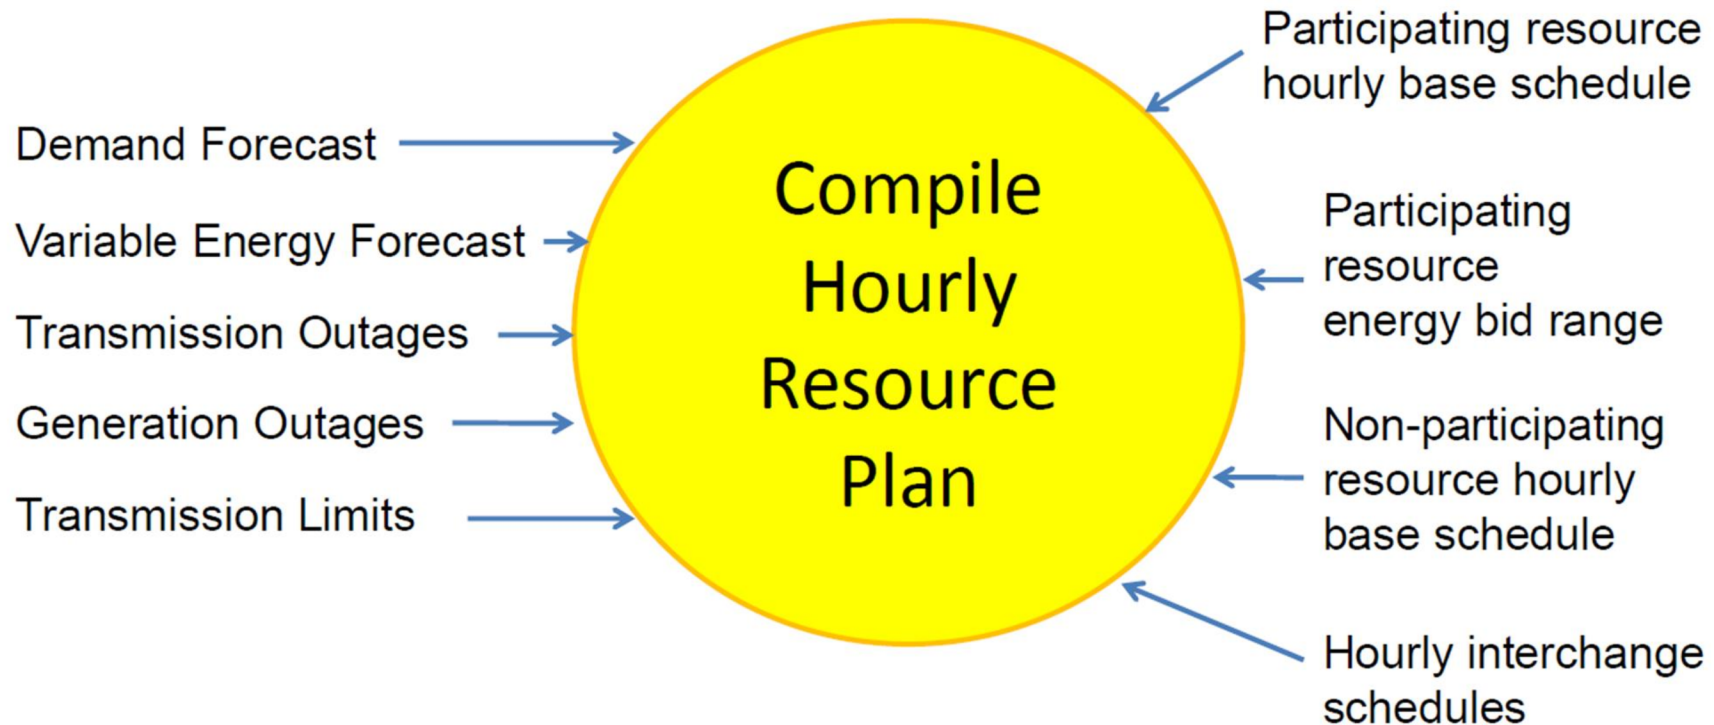 Demand Forecast
Variable Energy Forecast
Transmission Outages
Generation Outages
Transmission Limits
Compile
Hourly
Resource
Plan
Participating resource
hourly base schedule
Participating
resource
energy bid range
Non-participating
resource hourly
base schedule
Hourly interchange
schedules